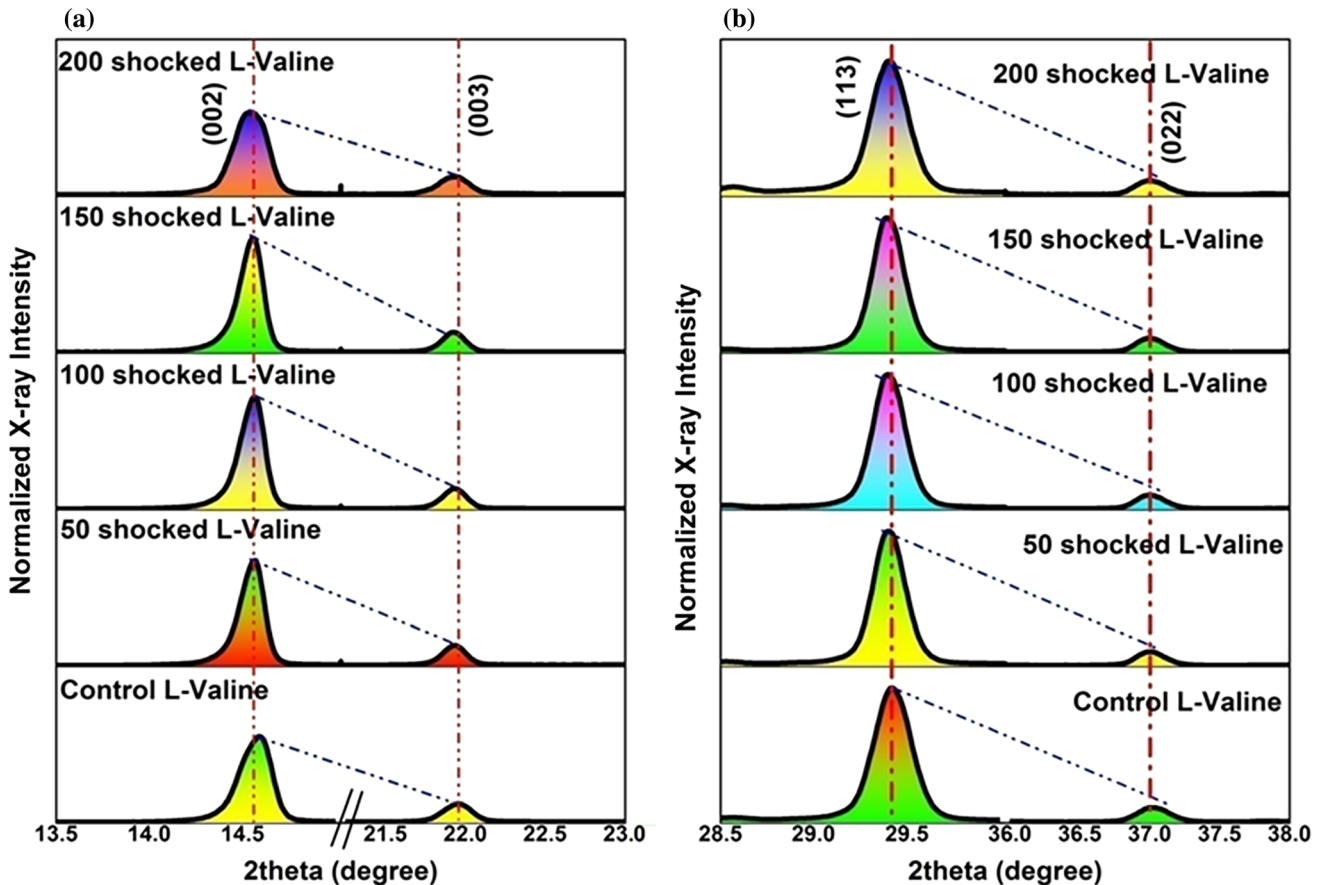 (a)
200 shocked L-Valine
(002)
(003)
150 shocked L-Valine
100 shocked L-Valine
50 shocked L-Valine
Control L-Valine
Normalized X-ray Intensity
13.5 14.0 14.5 21.5 22.0 22.5 23.0
2theta (degree)
(b)
200 shocked L-Valine
(113)
(022)
150 shocked L-Valine
100 shocked L-Valine
50 shocked L-Valine
Control L-Valine
Normalized X-ray Intensity
28.5 29.0 29.5 36.0 36.5 37.0 37.5 38.0
2theta (degree)